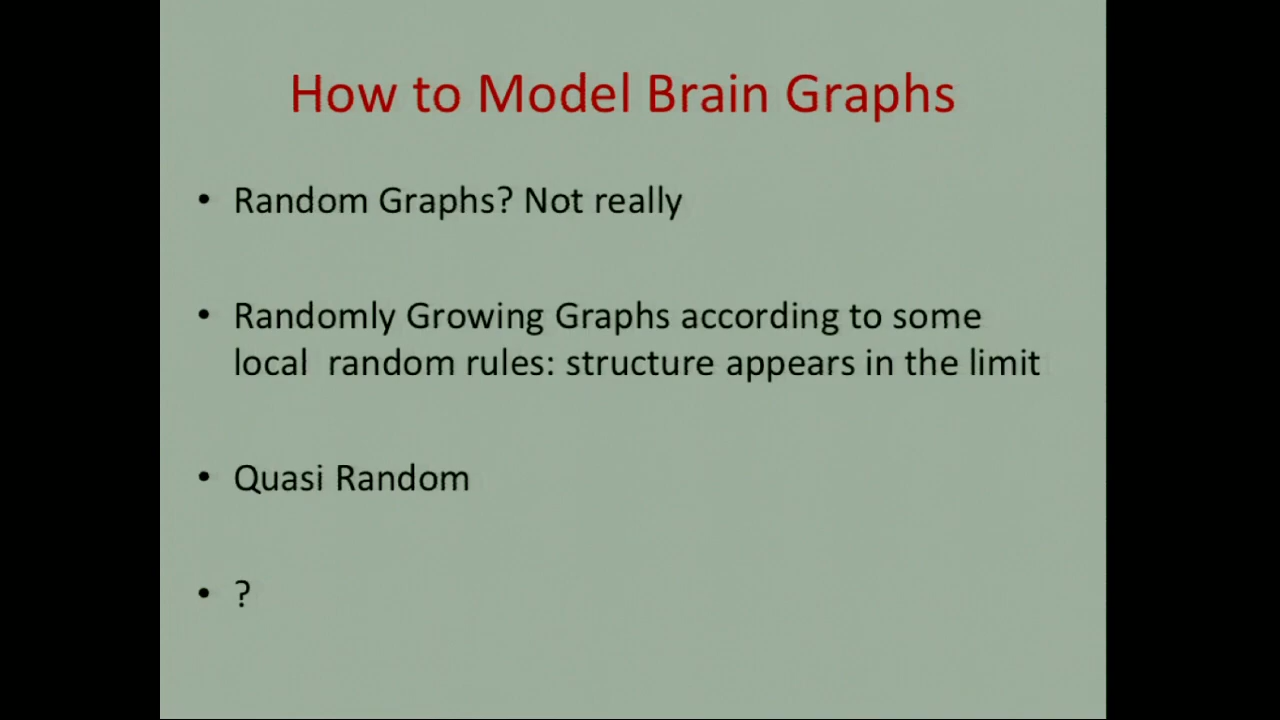 How to Model Brain Graphs
• Random Graphs? Not really
• Randomly Growing Graphs according to some
local  random rules: structure appears in the limit
• Quasi Random
• ?